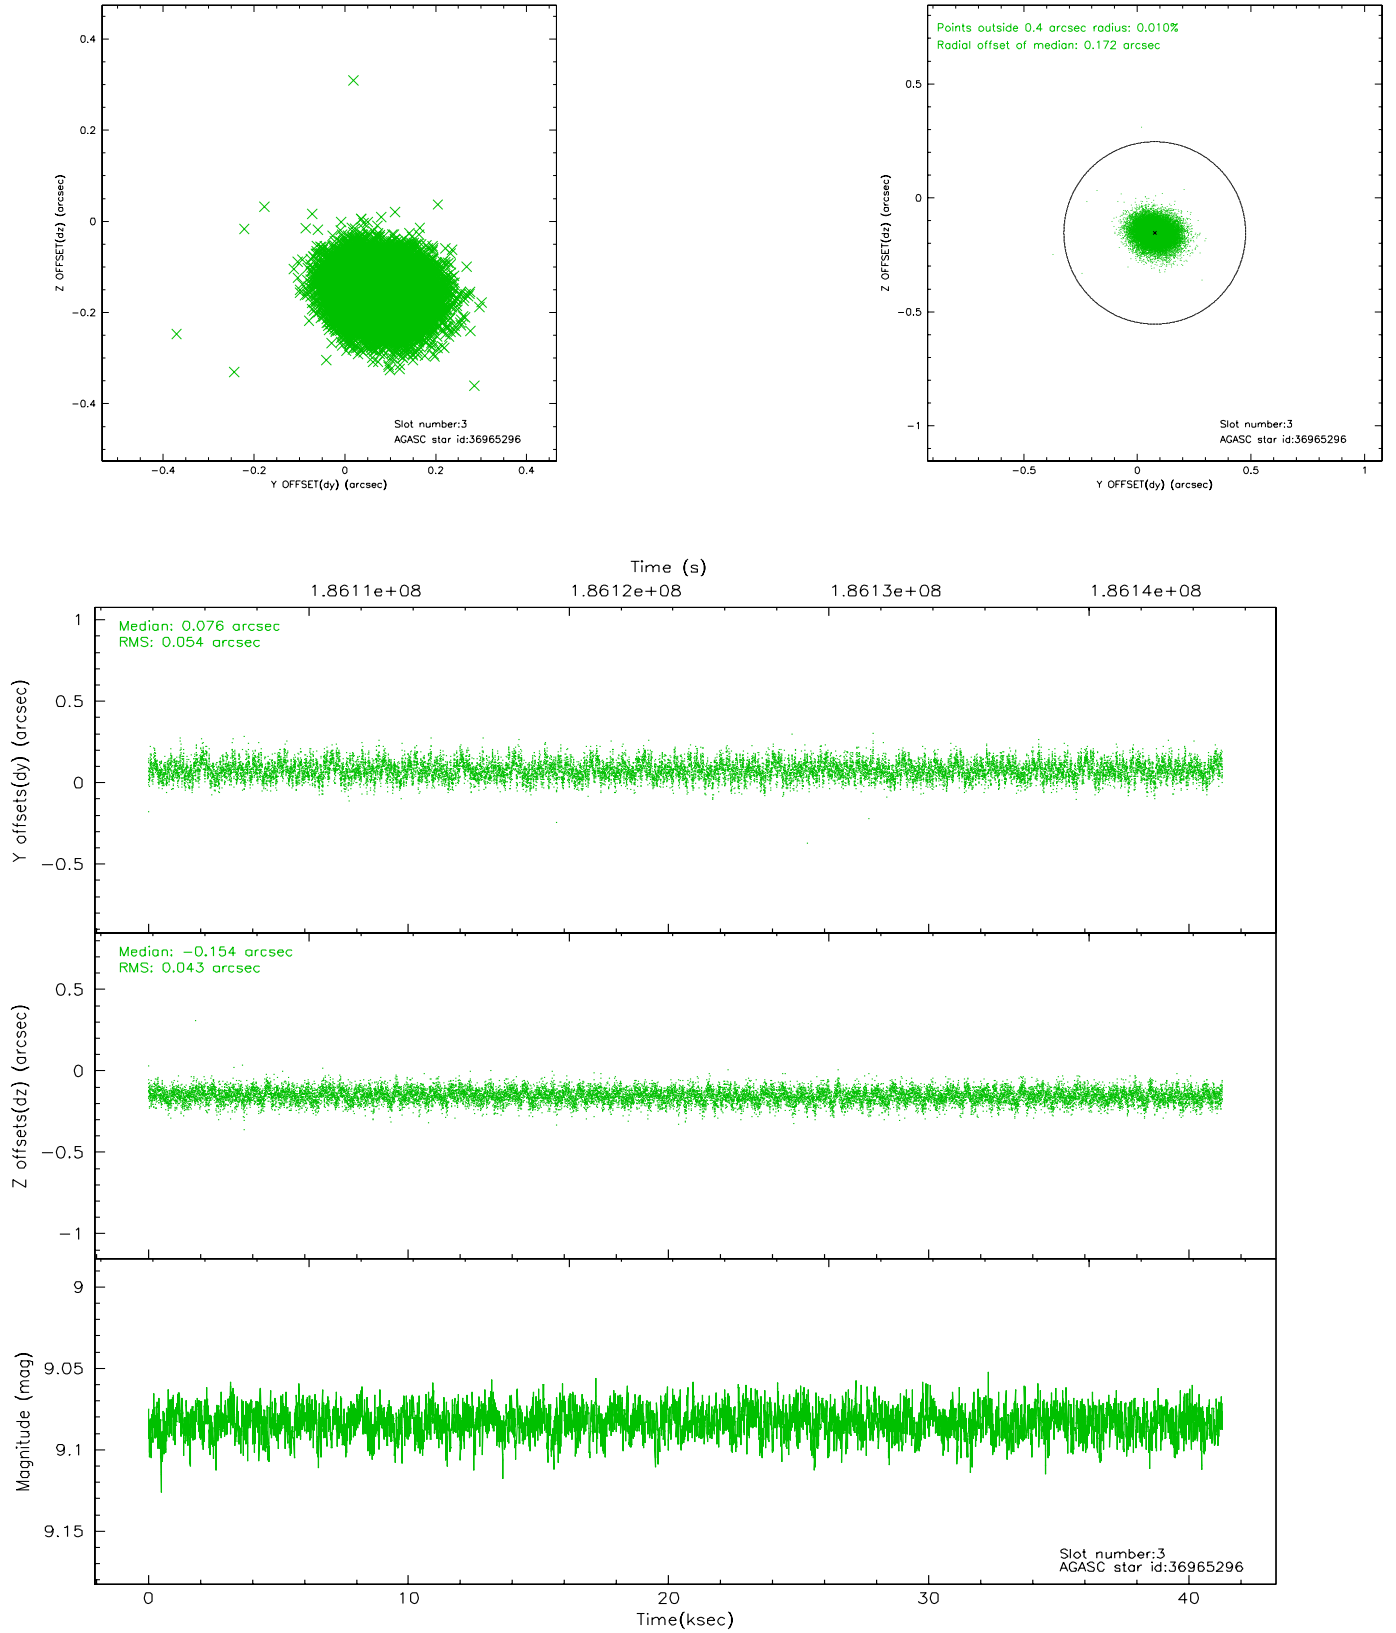 0.4
0.2
0
−0.2
−0.4
Z OFFSET(dz) (arcsec)
Slot number:3
AGASC star id:36965296
−0.4 −0.2 0 0.2 0.4
Y OFFSET(dy) (arcsec)
Points outside 0.4 arcsec radius: 0.010%
Radial offset of median: 0.172 arcsec
0.5
0
−0.5
−1
Z OFFSET(dz) (arcsec)
Slot number:3
AGASC star id:36965296
−0.5 0 0.5 1
Y OFFSET(dy) (arcsec)
Time (s)
1.8611e+08 1.8612e+08 1.8613e+08 1.8614e+08
Median: 0.076 arcsec
RMS: 0.054 arcsec
1
0.5
0
−0.5
Y offsets(dy) (arcsec)
Median: −0.154 arcsec
RMS: 0.043 arcsec
0.5
0
−0.5
−1
Z offsets(dz) (arcsec)
9
9.05
9.1
9.15
Magnitude (mag)
Slot number:3
AGASC star id:36965296
0 10 20 30 40
Time(ksec)